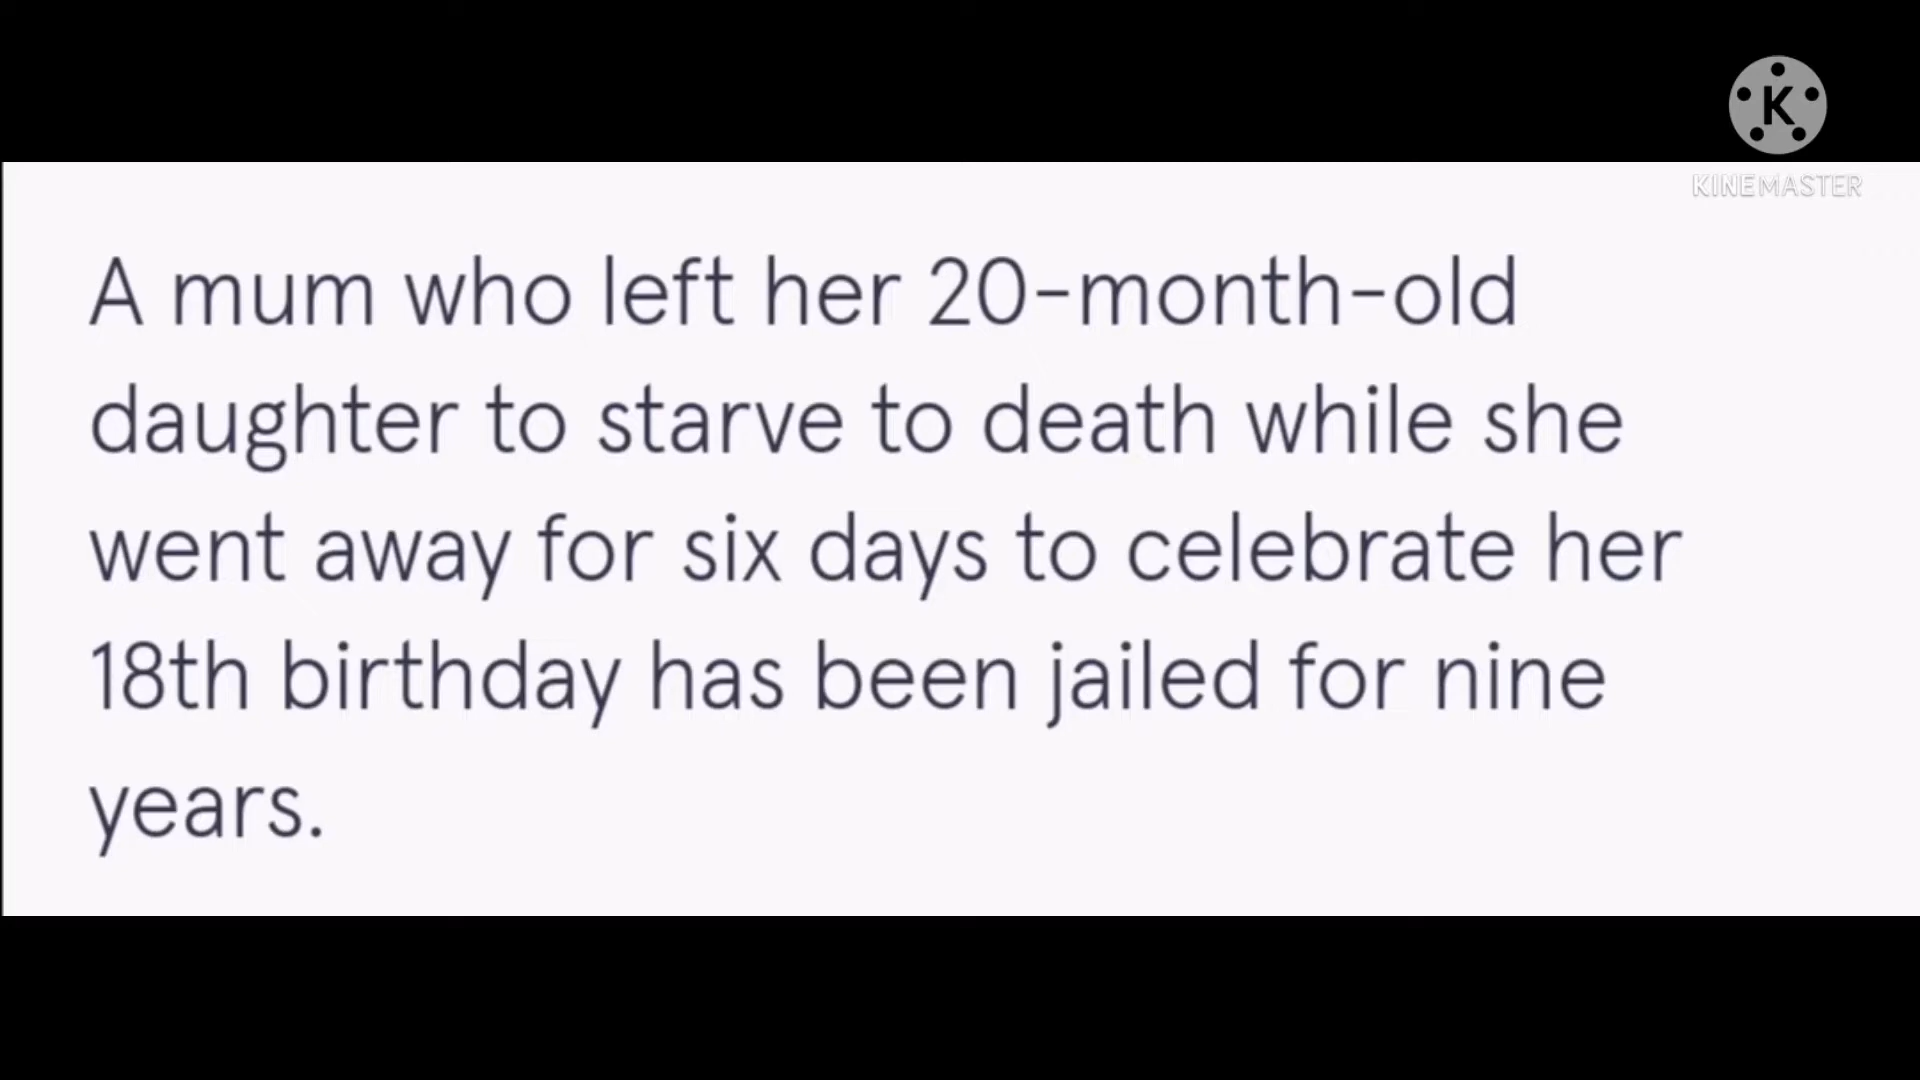 K
KINEMASTER
A mum who left her 20-month-old
daughter to starve to death while she
went away for six days to celebrate her
18th birthday has been jailed for nine
years.